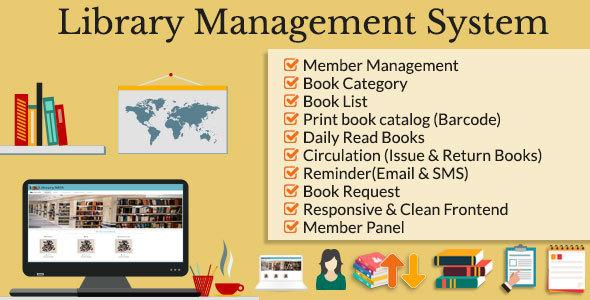 Library Management System
Member Management
Book Category
Book List
Print book catalog (Barcode)
Daily Read Books
Circulation (Issue & Return Books)
Reminder(Email & SMS)
Book Request
Responsive & Clean Frontend
Member Panel